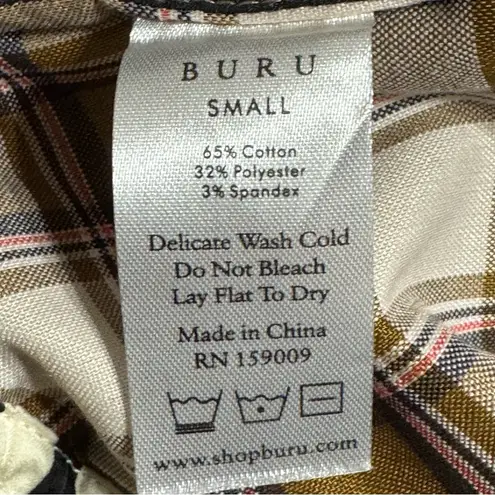 BURU
SMALL
65% Cotton
32% Polyester
3% Spandex
Delicate Wash Cold
Do Not Bleach
Lay Flat To Dry
Made in China
RN 159009
www.shopburu.com